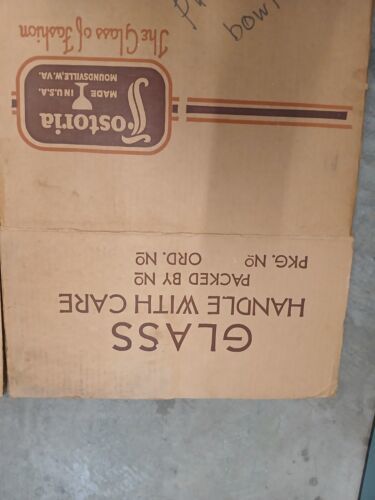 GLASS
HANDLE WITH CARE
PACKED BY Nº
PKG. Nº ORD. Nº
Fostoria
MADE IN U.S.A.
MOUNDSVILLE, W. VA.
The Glass of Fashion
bowl